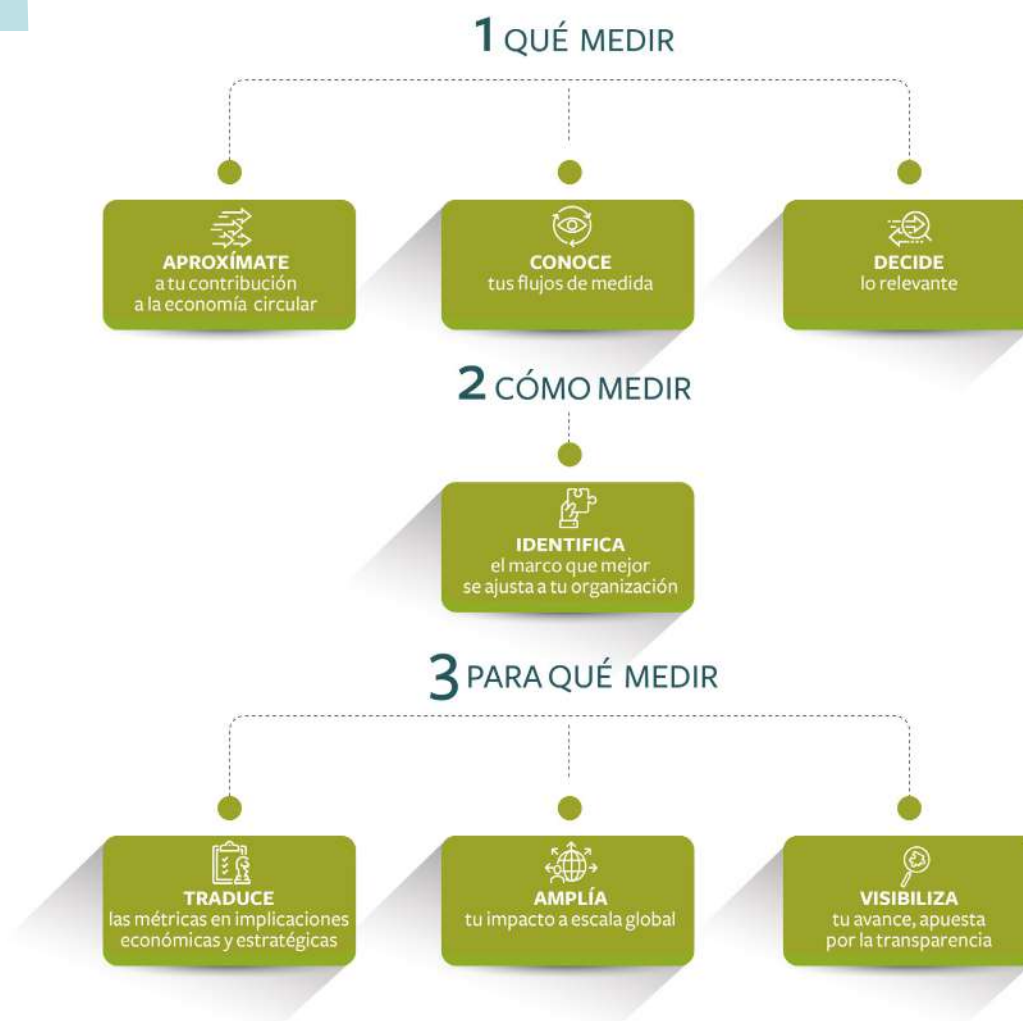 1 QUÉ MEDIR
APROXÍMATE
a tu contribución
a la economía circular
CONOCE
tus flujos de medida
DECIDE
lo relevante
2 CÓMO MEDIR
IDENTIFICA
el marco que mejor
se ajusta a tu organización
3 PARA QUÉ MEDIR
TRADUCE
las métricas en implicaciones
económicas y estratégicas
AMPLÍA
tu impacto a escala global
VISIBILIZA
tu avance, apuesta
por la transparencia